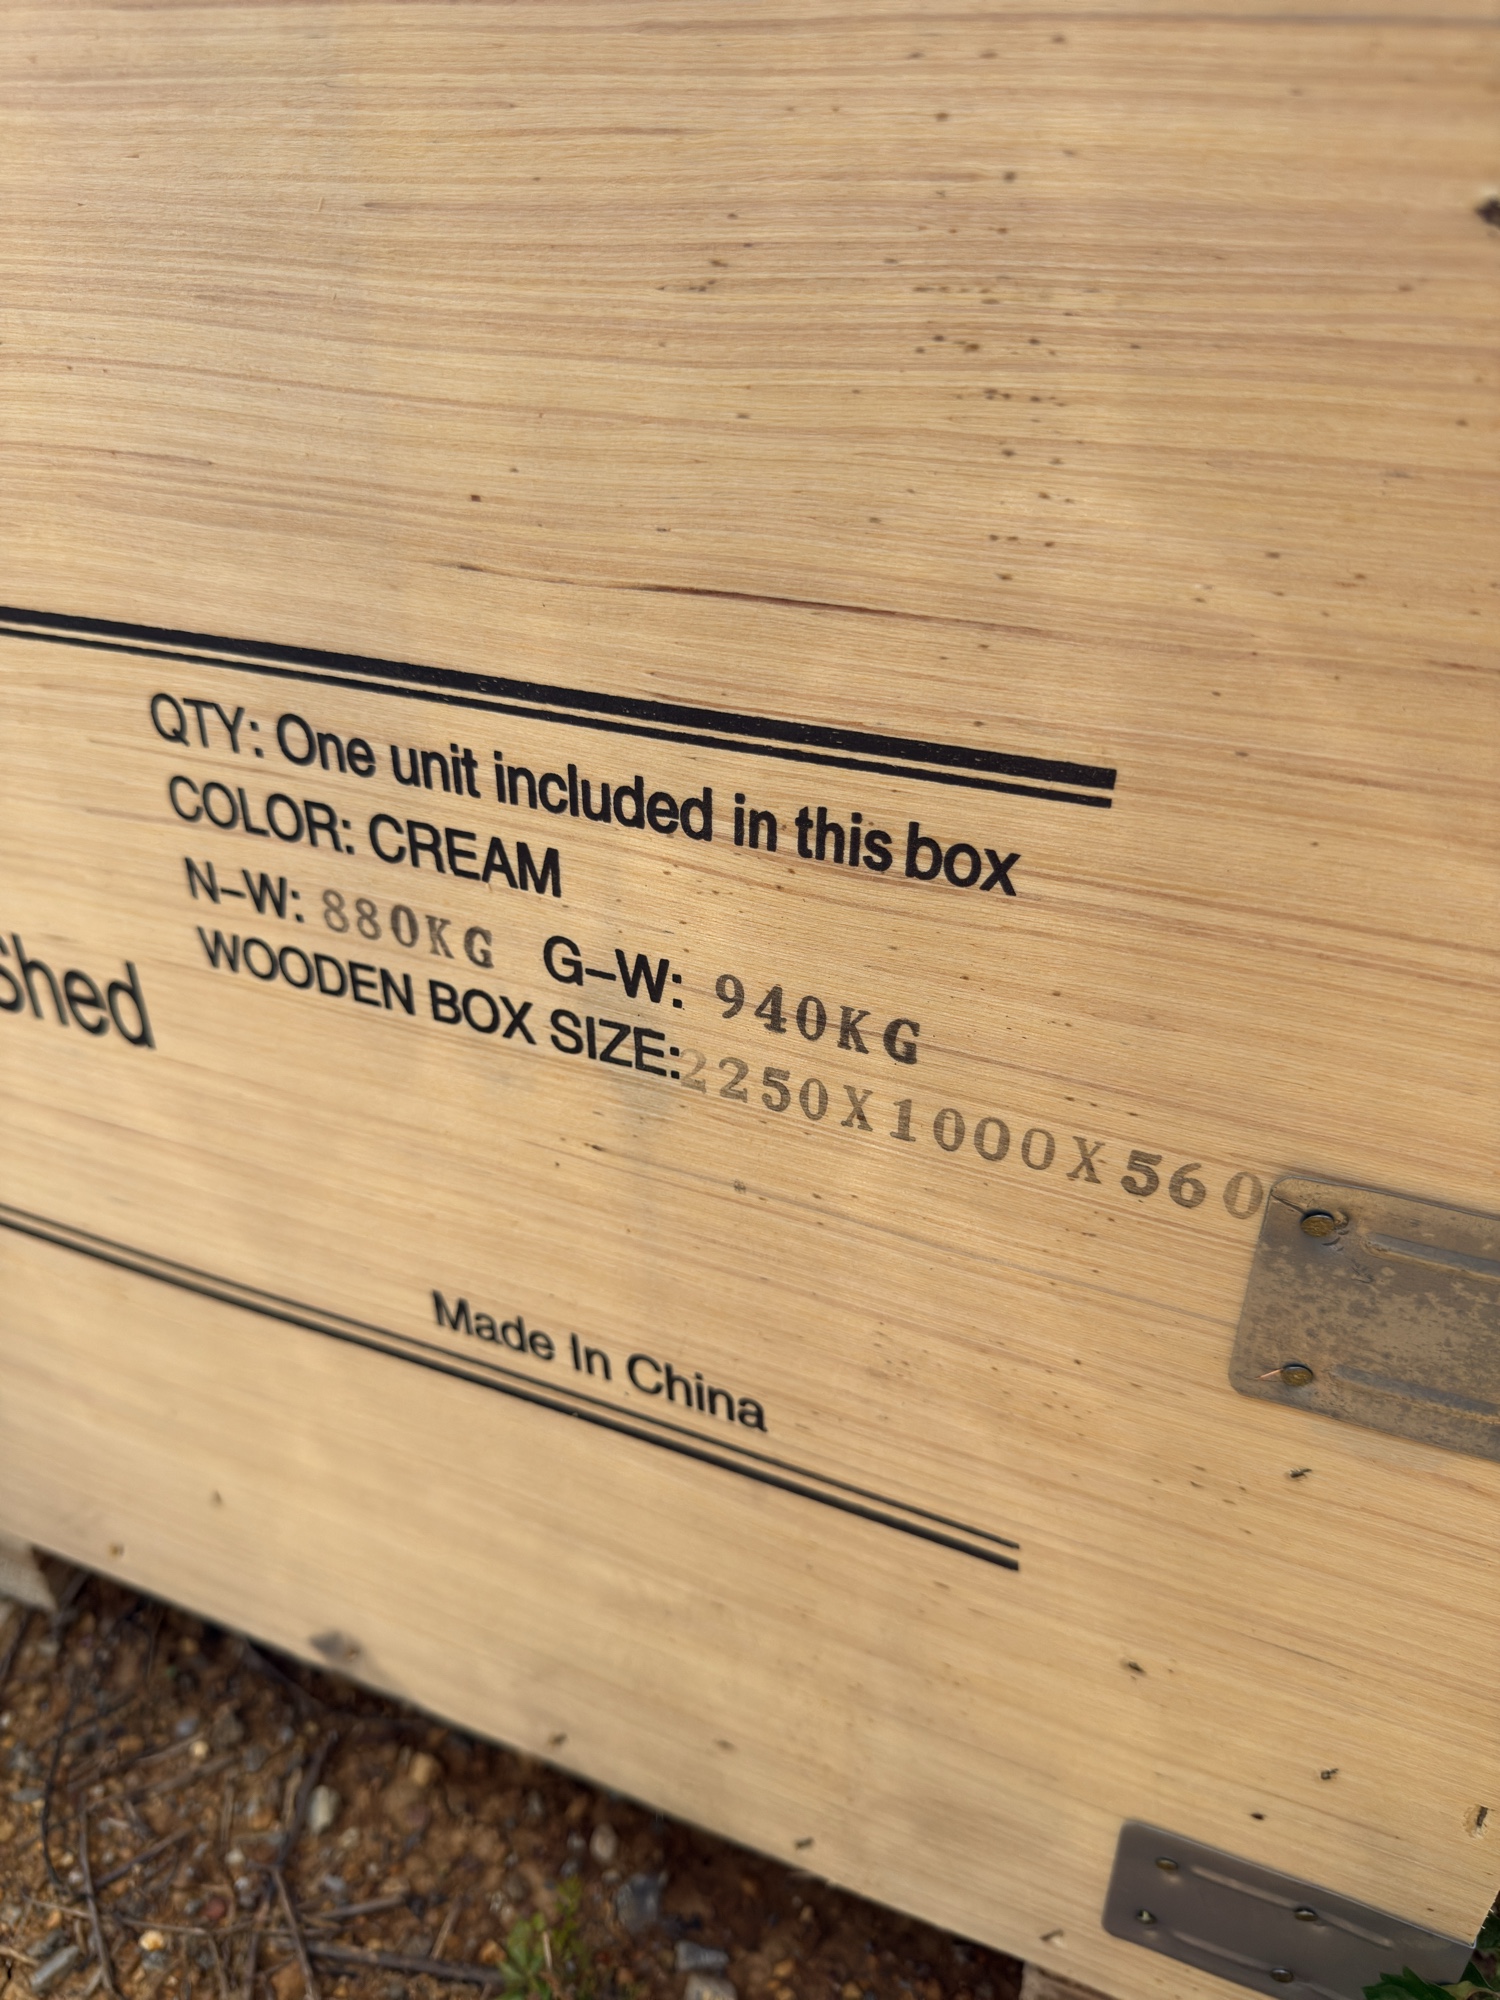 QTY: One unit included in this box
COLOR: CREAM
N-W: 880KG G-W: 940KG
WOODEN BOX SIZE:2250X1000X560
Shed
Made In China